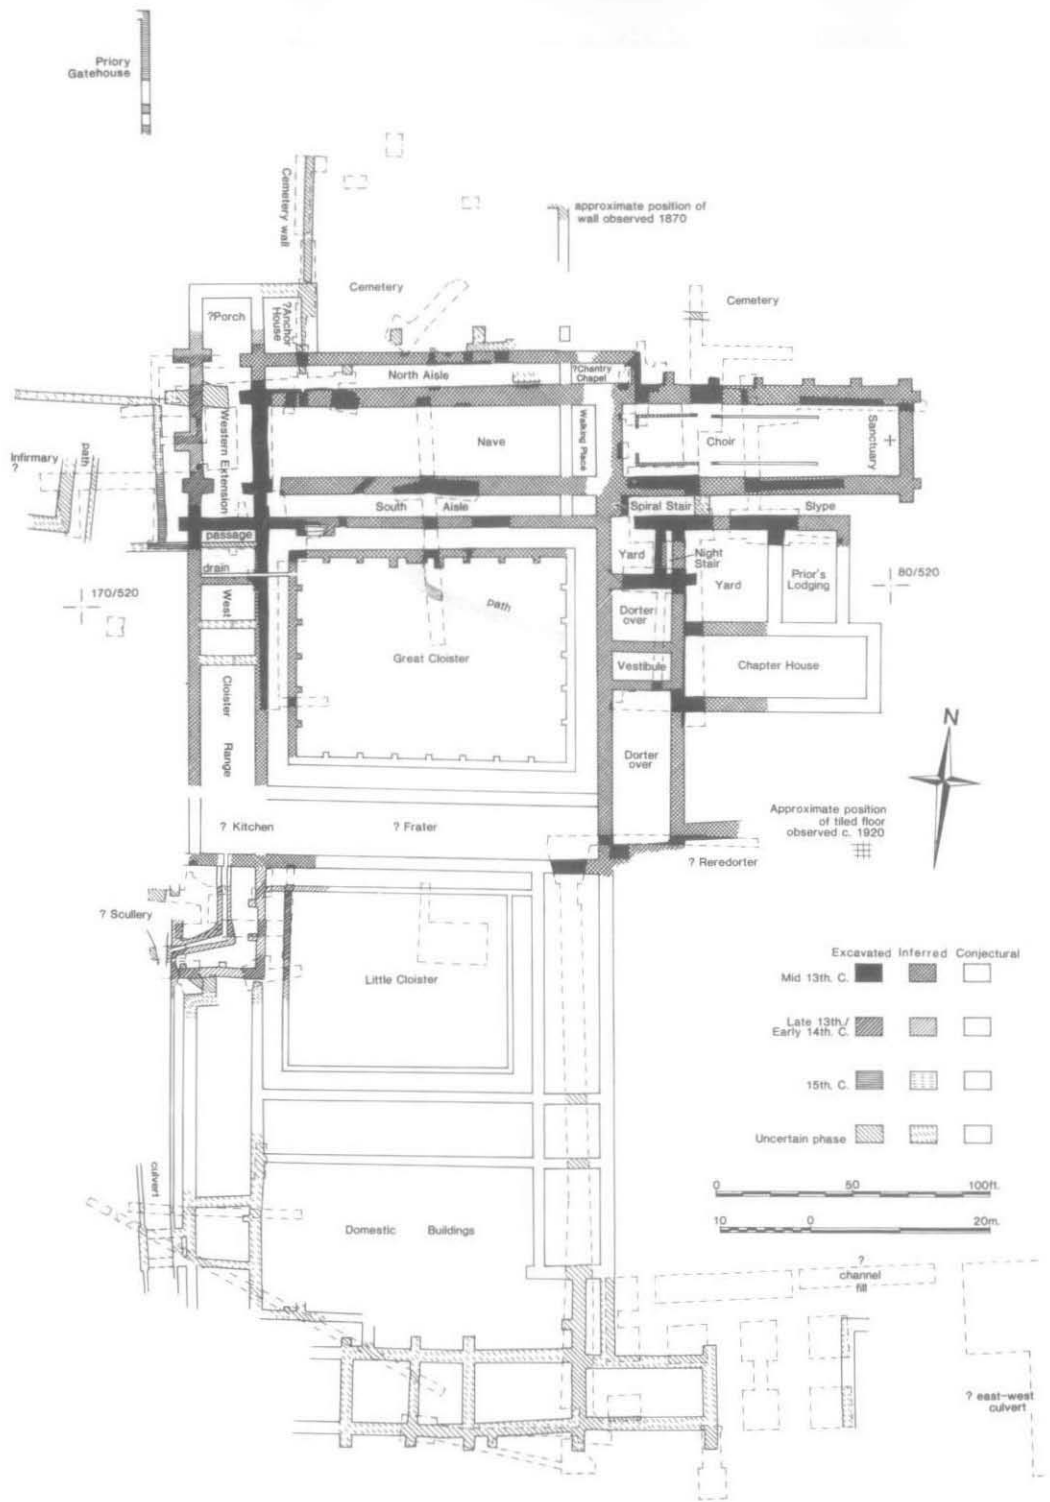 Priory
Gatehouse
Cemetery wall
approximate position of
wall observed 1870
Cemetery
Cemetery
?Porch
?Anchor
House
North Aisle
?Chantry
Chapel
Western Extension
Nave
Walking Place
Choir
Sanctuary
Infirmary
?
path
South Aisle
Spiral Stair
Slype
passage
drain
Yard
Night
Stair
Yard
Prior's
Lodging
170/520
80/520
West
Cloister
Range
path
Dorter
over
Great Cloister
Vestibule
Chapter House
Dorter
over
N
Approximate position
of tiled floor
observed c. 1920
? Kitchen
? Frater
? Reredorter
? Scullery
Little Cloister
Excavated Inferred Conjectural
Mid 13th. C.
Late 13th./
Early 14th. C.
15th. C.
Uncertain phase
0 50 100ft.
10 0 20m.
culvert
Domestic Buildings
?
channel
fill
? east-west
culvert